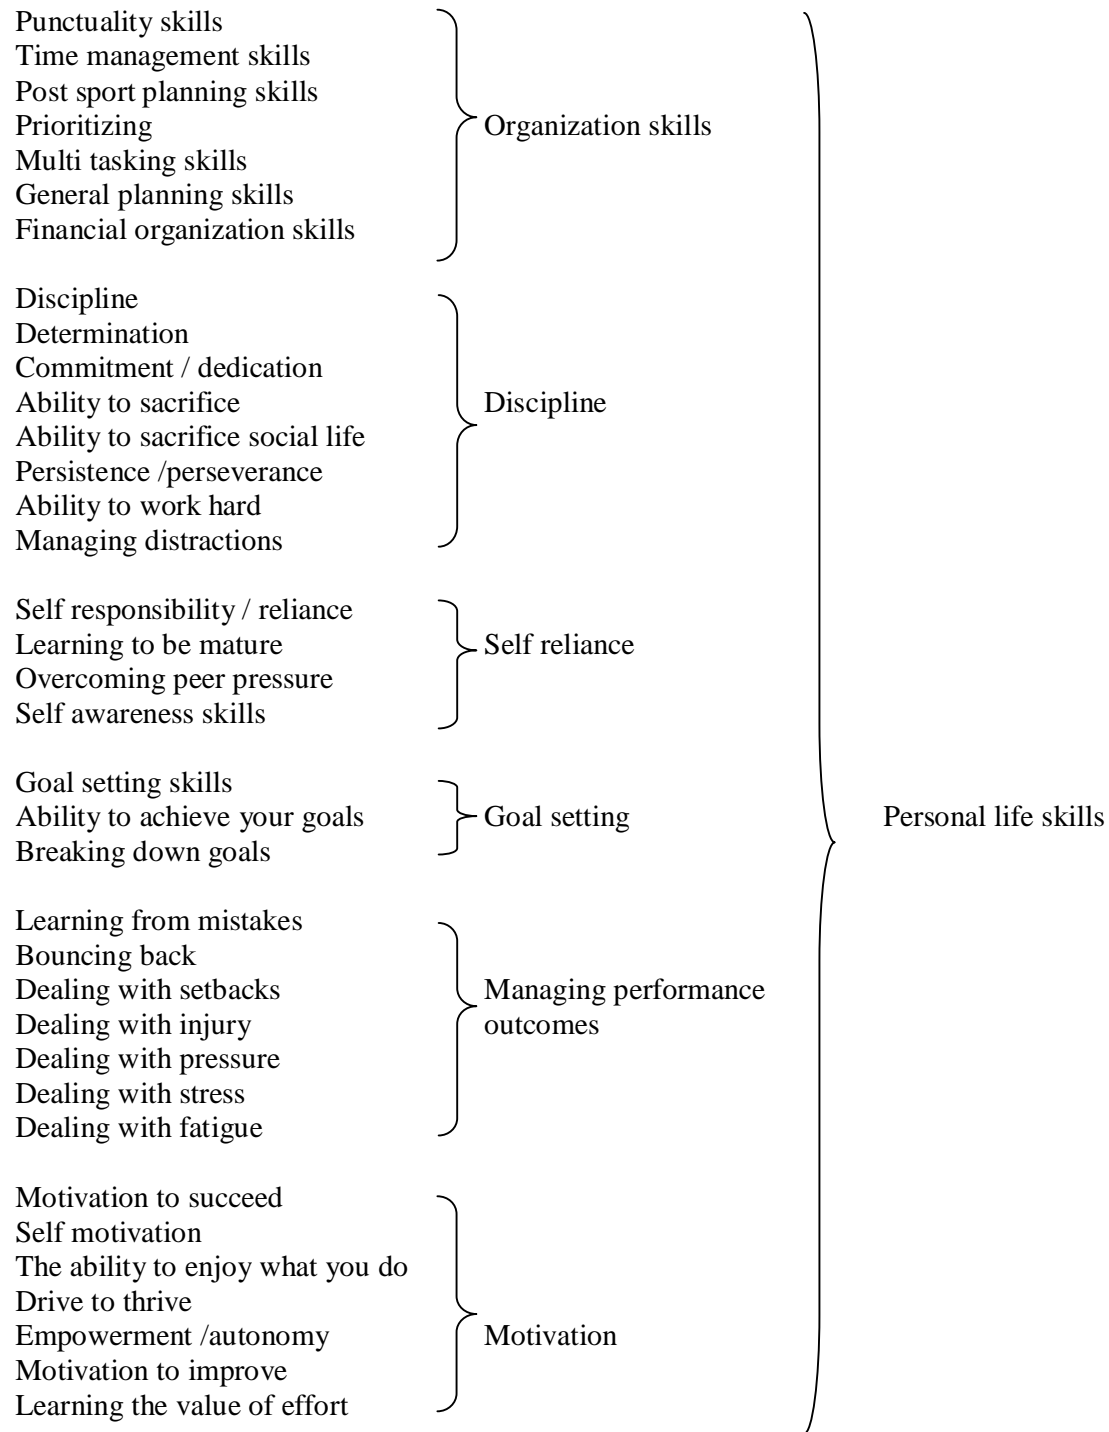 Punctuality skills
Time management skills
Post sport planning skills
Prioritizing
Multi tasking skills
General planning skills
Financial organization skills
Organization skills
Discipline
Determination
Commitment / dedication
Ability to sacrifice
Ability to sacrifice social life
Persistence /perseverance
Ability to work hard
Managing distractions
Discipline
Self responsibility / reliance
Learning to be mature
Overcoming peer pressure
Self awareness skills
Self reliance
Goal setting skills
Ability to achieve your goals
Breaking down goals
Goal setting
Learning from mistakes
Bouncing back
Dealing with setbacks
Dealing with injury
Dealing with pressure
Dealing with stress
Dealing with fatigue
Managing performance
outcomes
Motivation to succeed
Self motivation
The ability to enjoy what you do
Drive to thrive
Empowerment /autonomy
Motivation to improve
Learning the value of effort
Motivation
Personal life skills